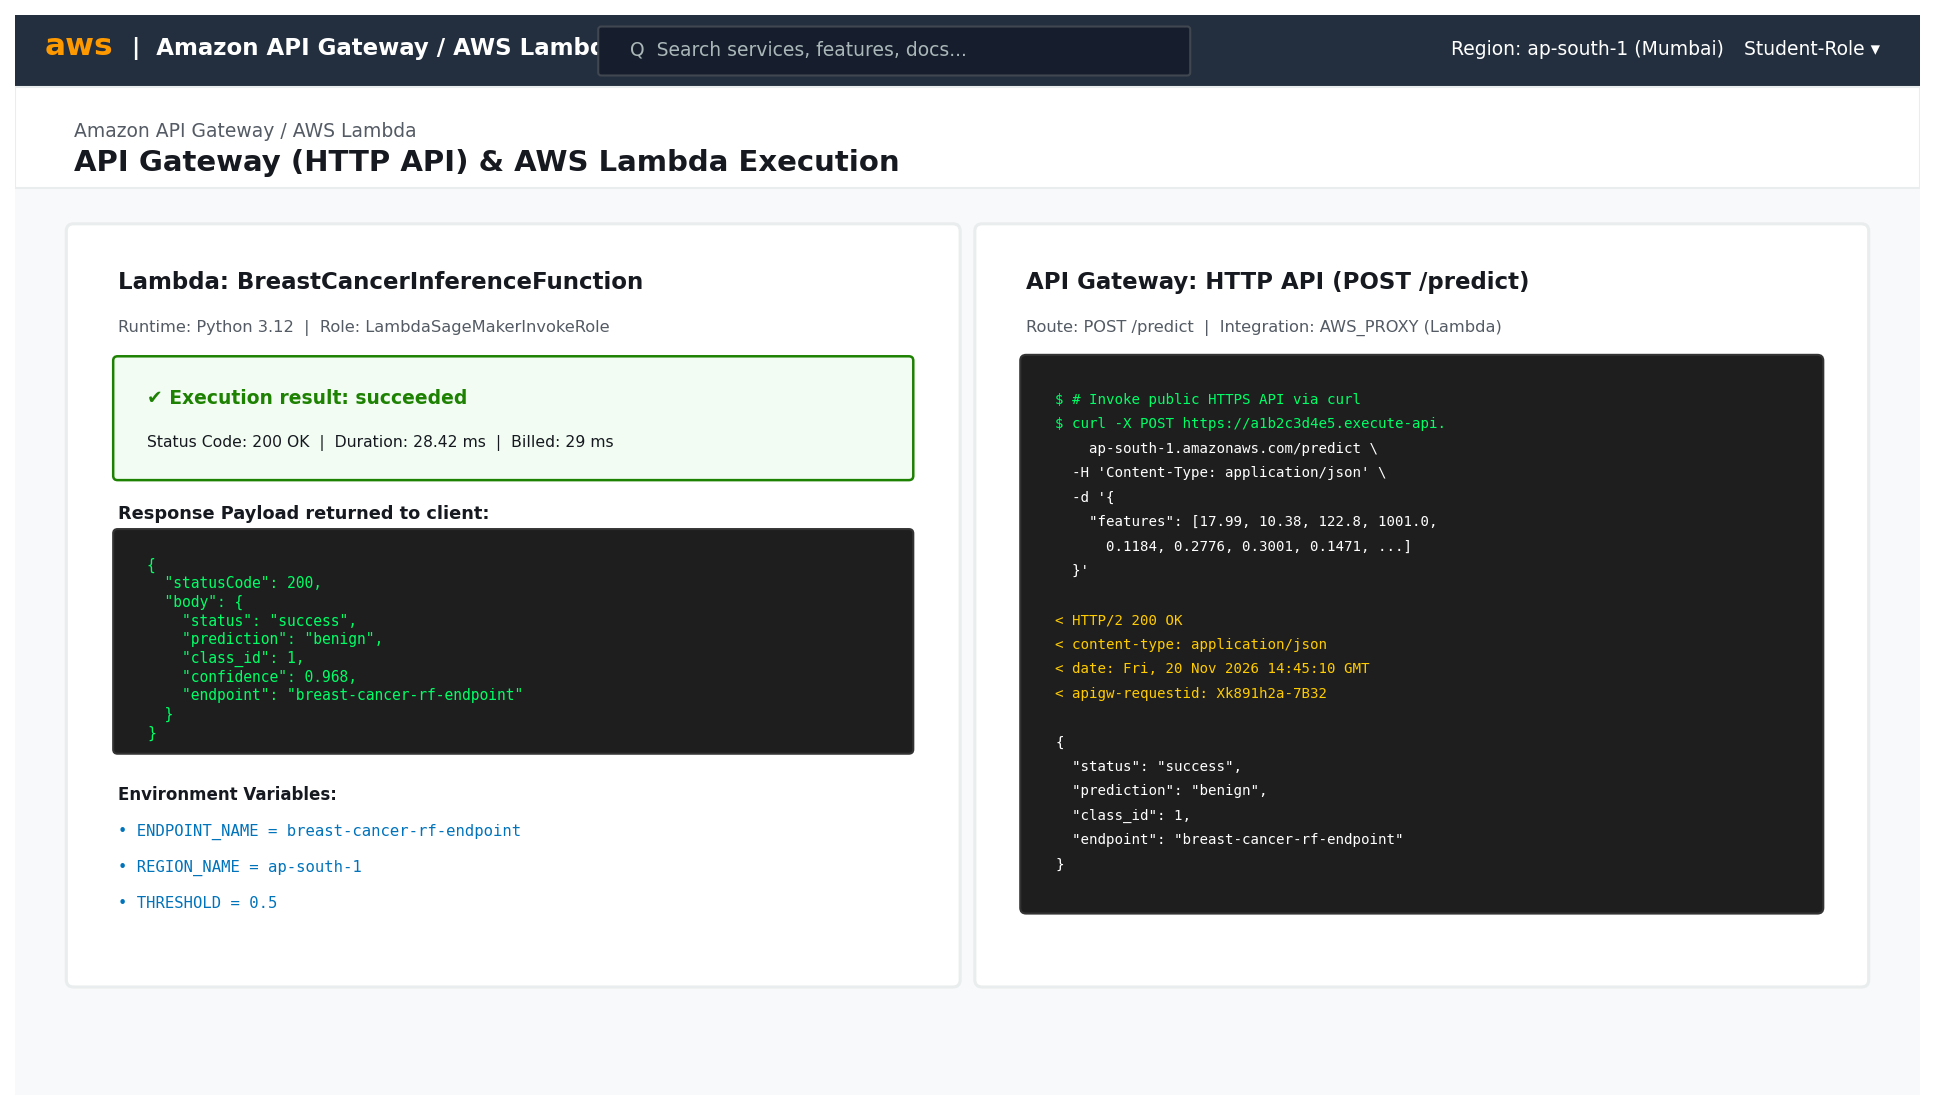 aws | Amazon API Gateway / AWS Lambd
Q Search services, features, docs...
Region: ap-south-1 (Mumbai) Student-Role ▾
Amazon API Gateway / AWS Lambda
API Gateway (HTTP API) & AWS Lambda Execution
Lambda: BreastCancerInferenceFunction
Runtime: Python 3.12 | Role: LambdaSageMakerInvokeRole
✔ Execution result: succeeded
Status Code: 200 OK | Duration: 28.42 ms | Billed: 29 ms
Response Payload returned to client:
{
  "statusCode": 200,
  "body": {
    "status": "success",
    "prediction": "benign",
    "class_id": 1,
    "confidence": 0.968,
    "endpoint": "breast-cancer-rf-endpoint"
  }
}
Environment Variables:
• ENDPOINT_NAME = breast-cancer-rf-endpoint
• REGION_NAME = ap-south-1
• THRESHOLD = 0.5
API Gateway: HTTP API (POST /predict)
Route: POST /predict | Integration: AWS_PROXY (Lambda)
$ # Invoke public HTTPS API via curl
$ curl -X POST https://a1b2c3d4e5.execute-api.
    ap-south-1.amazonaws.com/predict \
  -H 'Content-Type: application/json' \
  -d '{
    "features": [17.99, 10.38, 122.8, 1001.0,
      0.1184, 0.2776, 0.3001, 0.1471, ...]
  }'
< HTTP/2 200 OK
< content-type: application/json
< date: Fri, 20 Nov 2026 14:45:10 GMT
< apigw-requestid: Xk891h2a-7B32
{
  "status": "success",
  "prediction": "benign",
  "class_id": 1,
  "endpoint": "breast-cancer-rf-endpoint"
}